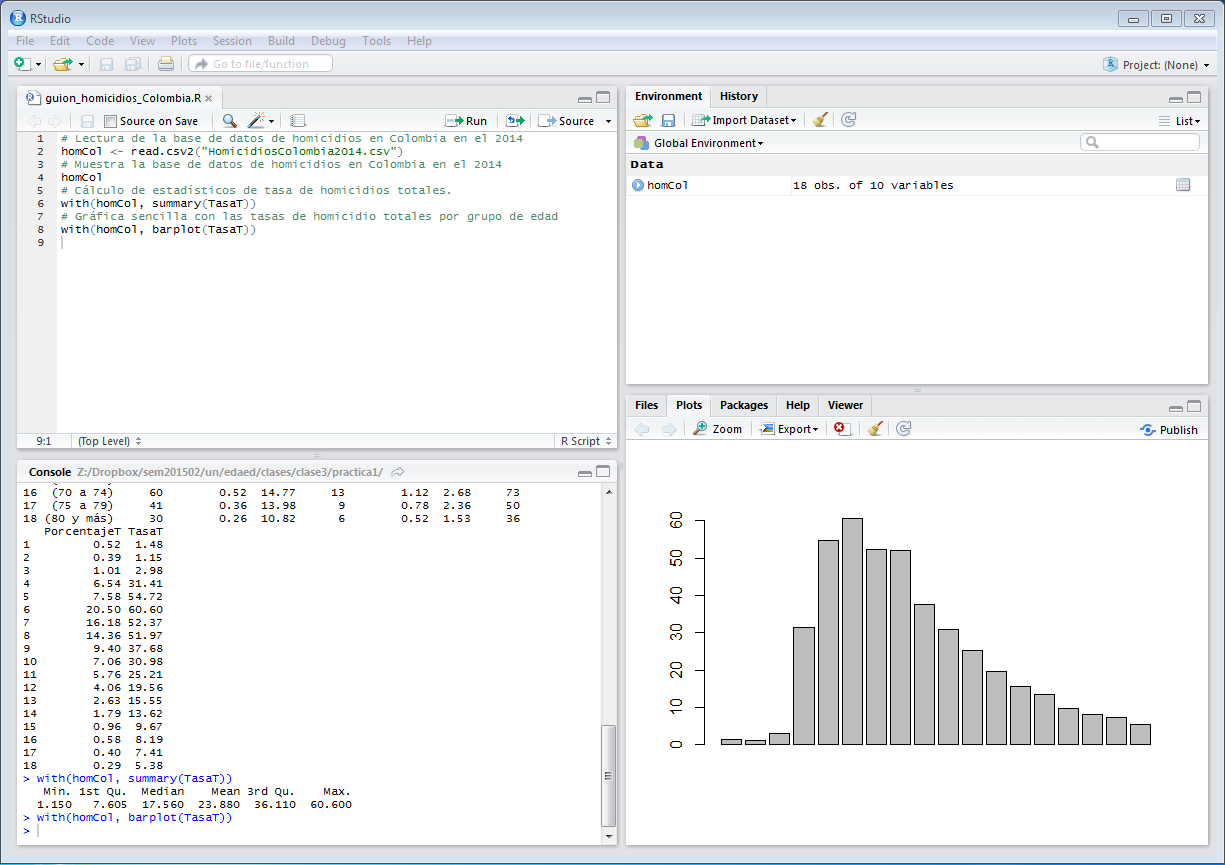 RStudio
File Edit Code View Plots Session Build Debug Tools Help
Go to file/function
Project: (None)
guion_homicidios_Colombia.R
Source on Save Run Source
1 # Lectura de la base de datos de homicidios en Colombia en el 2014
2 homCol <- read.csv2("HomicidiosColombia2014.csv")
3 # Muestra la base de datos de homicidios en Colombia en el 2014
4 homCol
5 # Cálculo de estadísticos de tasa de homicidios totales.
6 with(homCol, summary(TasaT))
7 # Gráfica sencilla con las tasas de homicidio totales por grupo de edad
8 with(homCol, barplot(TasaT))
9
9:1 (Top Level) R Script
Console Z:/Dropbox/sem201502/un/edaed/clases/clase3/practica1/
16 (70 a 74) 60 0.52 14.77 13 1.12 2.68 73
17 (75 a 79) 41 0.36 13.98 9 0.78 2.36 50
18 (80 y más) 30 0.26 10.82 6 0.52 1.53 36
PorcentajeT TasaT
1 0.52 1.48
2 0.39 1.15
3 1.01 2.98
4 6.54 31.41
5 7.58 54.72
6 20.50 60.60
7 16.18 52.37
8 14.36 51.97
9 9.40 37.68
10 7.06 30.98
11 5.76 25.21
12 4.06 19.56
13 2.63 15.55
14 1.79 13.62
15 0.96 9.67
16 0.58 8.19
17 0.40 7.41
18 0.29 5.38
> with(homCol, summary(TasaT))
Min. 1st Qu. Median Mean 3rd Qu. Max.
1.150 7.605 17.560 23.880 36.110 60.600
> with(homCol, barplot(TasaT))
>
Environment History
Import Dataset List
Global Environment
Data
homCol 18 obs. of 10 variables
Files Plots Packages Help Viewer
Zoom Export Publish
60
50
40
30
20
10
0